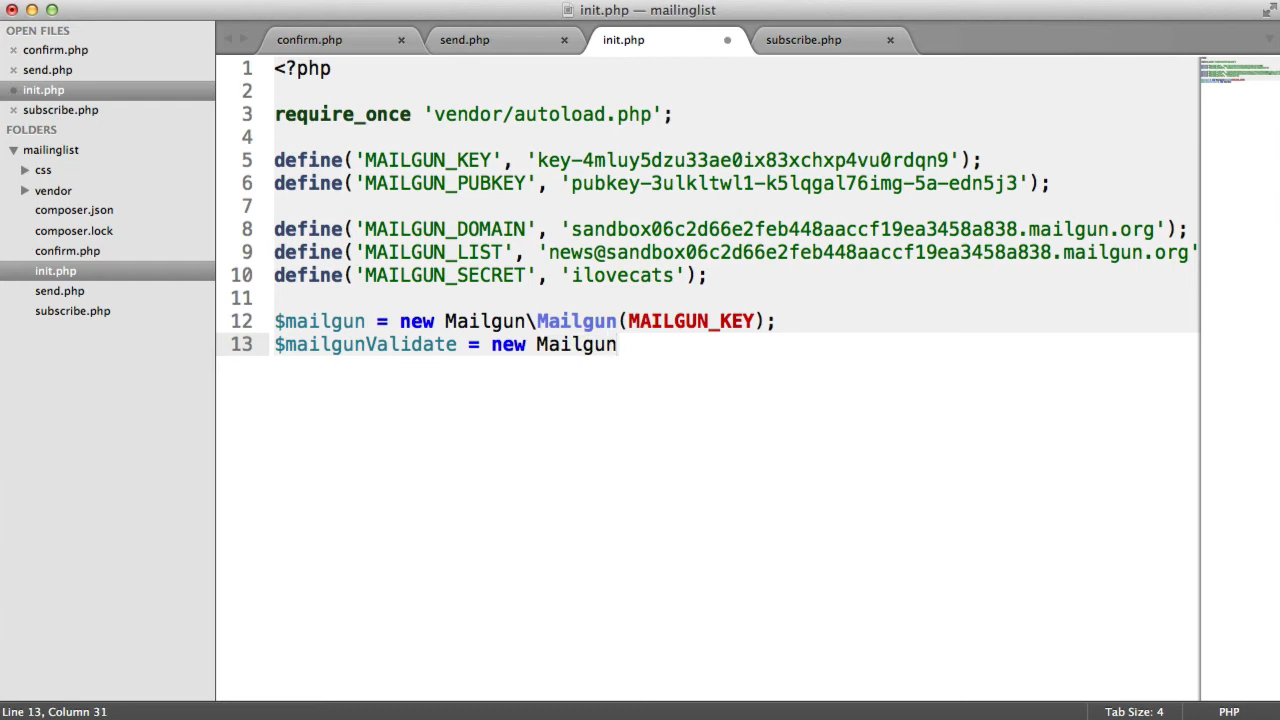 init.php — mailinglist
OPEN FILES
confirm.php
send.php
init.php
subscribe.php
FOLDERS
mailinglist
css
vendor
composer.json
composer.lock
confirm.php
init.php
send.php
subscribe.php
confirm.php
send.php
init.php
subscribe.php
1 <?php
2
3 require_once 'vendor/autoload.php';
4
5 define('MAILGUN_KEY', 'key-4mluy5dzu33ae0ix83xchxp4vu0rdqn9');
6 define('MAILGUN_PUBKEY', 'pubkey-3ulkltwl1-k5lqgal76img-5a-edn5j3');
7
8 define('MAILGUN_DOMAIN', 'sandbox06c2d66e2feb448aaccf19ea3458a838.mailgun.org');
9 define('MAILGUN_LIST', 'news@sandbox06c2d66e2feb448aaccf19ea3458a838.mailgun.org'
10 define('MAILGUN_SECRET', 'ilovecats');
11
12 $mailgun = new Mailgun\Mailgun(MAILGUN_KEY);
13 $mailgunValidate = new Mailgun
Line 13, Column 31
Tab Size: 4
PHP